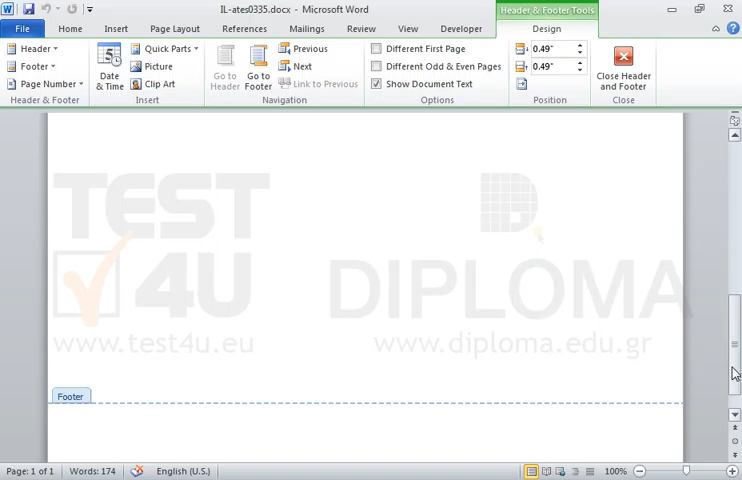 IL-ates0335.docx - Microsoft Word
Header & Footer Tools
File Home Insert Page Layout References Mailings Review View Developer Design
Header
Footer
Page Number
Header & Footer
Date & Time
Quick Parts
Picture
Clip Art
Insert
Go to Header
Go to Footer
Previous
Next
Link to Previous
Navigation
Different First Page
Different Odd & Even Pages
Show Document Text
Options
0.49"
0.49"
Position
Close Header and Footer
Close
TEST
4U
www.test4u.eu
D
DIPLOMA
www.diploma.edu.gr
Footer
Page: 1 of 1 Words: 174 English (U.S.) 100%